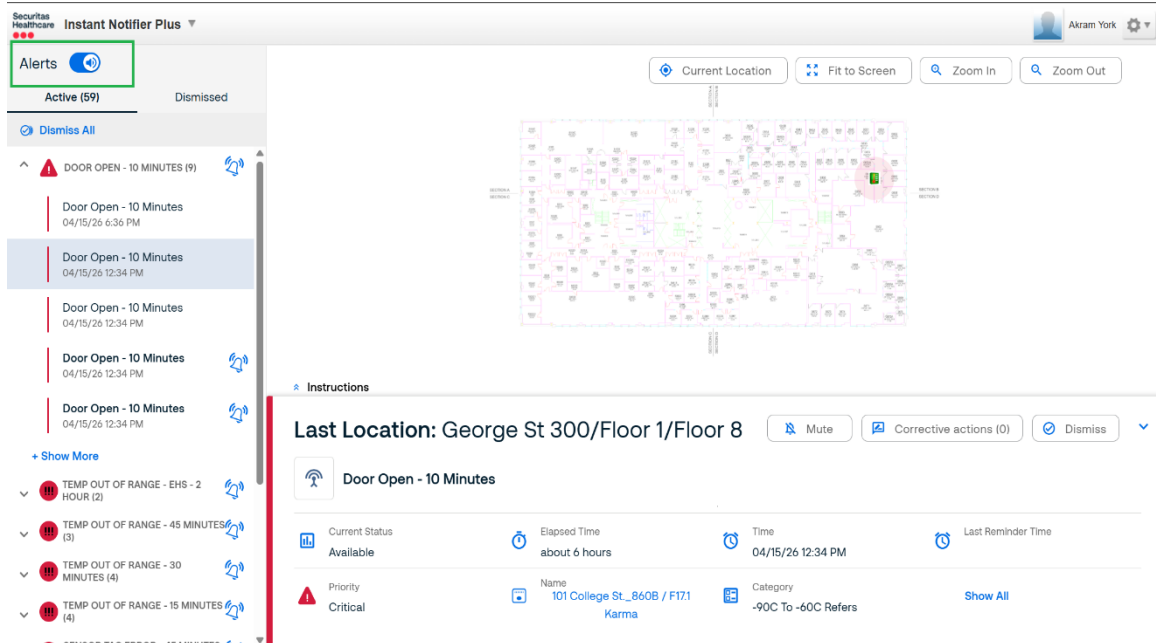 Securitas
Healthcare
Instant Notifier Plus
Akram York
Alerts
Active (59)
Dismissed
Dismiss All
DOOR OPEN - 10 MINUTES (9)
Door Open - 10 Minutes
04/15/26 6:36 PM
Door Open - 10 Minutes
04/15/26 12:34 PM
Door Open - 10 Minutes
04/15/26 12:34 PM
Door Open - 10 Minutes
04/15/26 12:34 PM
Door Open - 10 Minutes
04/15/26 12:34 PM
+ Show More
TEMP OUT OF RANGE - EHS - 2
HOUR (2)
TEMP OUT OF RANGE - 45 MINUTES
(3)
TEMP OUT OF RANGE - 30
MINUTES (4)
TEMP OUT OF RANGE - 15 MINUTES
(4)
Current Location
Fit to Screen
Zoom In
Zoom Out
Instructions
Last Location: George St 300/Floor 1/Floor 8
Mute
Corrective actions (0)
Dismiss
Door Open - 10 Minutes
Current Status
Available
Elapsed Time
about 6 hours
Time
04/15/26 12:34 PM
Last Reminder Time
Priority
Critical
Name
101 College St._860B / F17.1
Karma
Category
-90C To -60C Refers
Show All